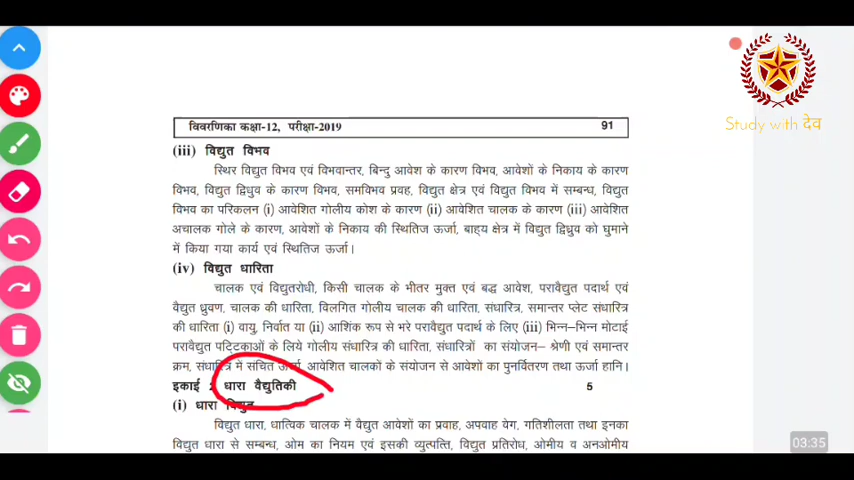 Study with देव
विवरणिका कक्षा-12, परीक्षा-2019 91
(iii) विद्युत विभव
स्थिर विद्युत विभव एवं विभवान्तर, बिन्दु आवेश के कारण विभव, आवेशों के निकाय के कारण
विभव, विद्युत द्विध्रुव के कारण विभव, समविभव प्रवह, विद्युत क्षेत्र एवं विद्युत विभव में सम्बन्ध, विद्युत
विभव का परिकलन (i) आवेशित गोलीय कोश के कारण (ii) आवेशित चालक के कारण (iii) आवेशित
अचालक गोले के कारण, आवेशों के निकाय की स्थितिज ऊर्जा, बाह्य क्षेत्र में विद्युत द्विध्रुव को घुमाने
में किया गया कार्य एवं स्थितिज ऊर्जा।
(iv) विद्युत धारिता
चालक एवं विद्युतरोधी, किसी चालक के भीतर मुक्त एवं बद्ध आवेश, परावैद्युत पदार्थ एवं
वैद्युत ध्रुवण, चालक की धारिता, विलगित गोलीय चालक की धारिता, संधारित्र, समान्तर प्लेट संधारित्र
की धारिता (i) वायु, निर्वात या (ii) आशिंक रूप से भरे परावैद्युत पदार्थ के लिए (iii) भिन्न–भिन्न मोटाई
परावैद्युत पट्टिकाओं के लिये गोलीय संधारित्र की धारिता, संधारित्रों का संयोजन– श्रेणी एवं समान्तर
क्रम, संधारित्र में संचित ऊर्जा, आवेशित चालकों के संयोजन से आवेशों का पुनर्वितरण तथा ऊर्जा हानि।
इकाई 2 धारा वैद्युतिकी 5
(i) धारा विद्युत
विद्युत धारा, धात्विक चालक में वैद्युत आवेशों का प्रवाह, अपवाह वेग, गतिशीलता तथा इनका
विद्युत धारा से सम्बन्ध, ओम का नियम एवं इसकी व्युत्पत्ति, विद्युत प्रतिरोध, ओमीय व अनओमीय
03:35